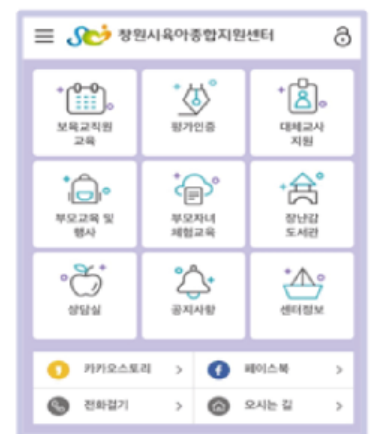 창원시육아종합지원센터
보육교직원
교육
평가인증
대체교사
지원
부모교육 및
행사
부모자녀
체험교육
장난감
도서관
상담실
공지사항
센터정보
카카오스토리
페이스북
전화걸기
오시는 길